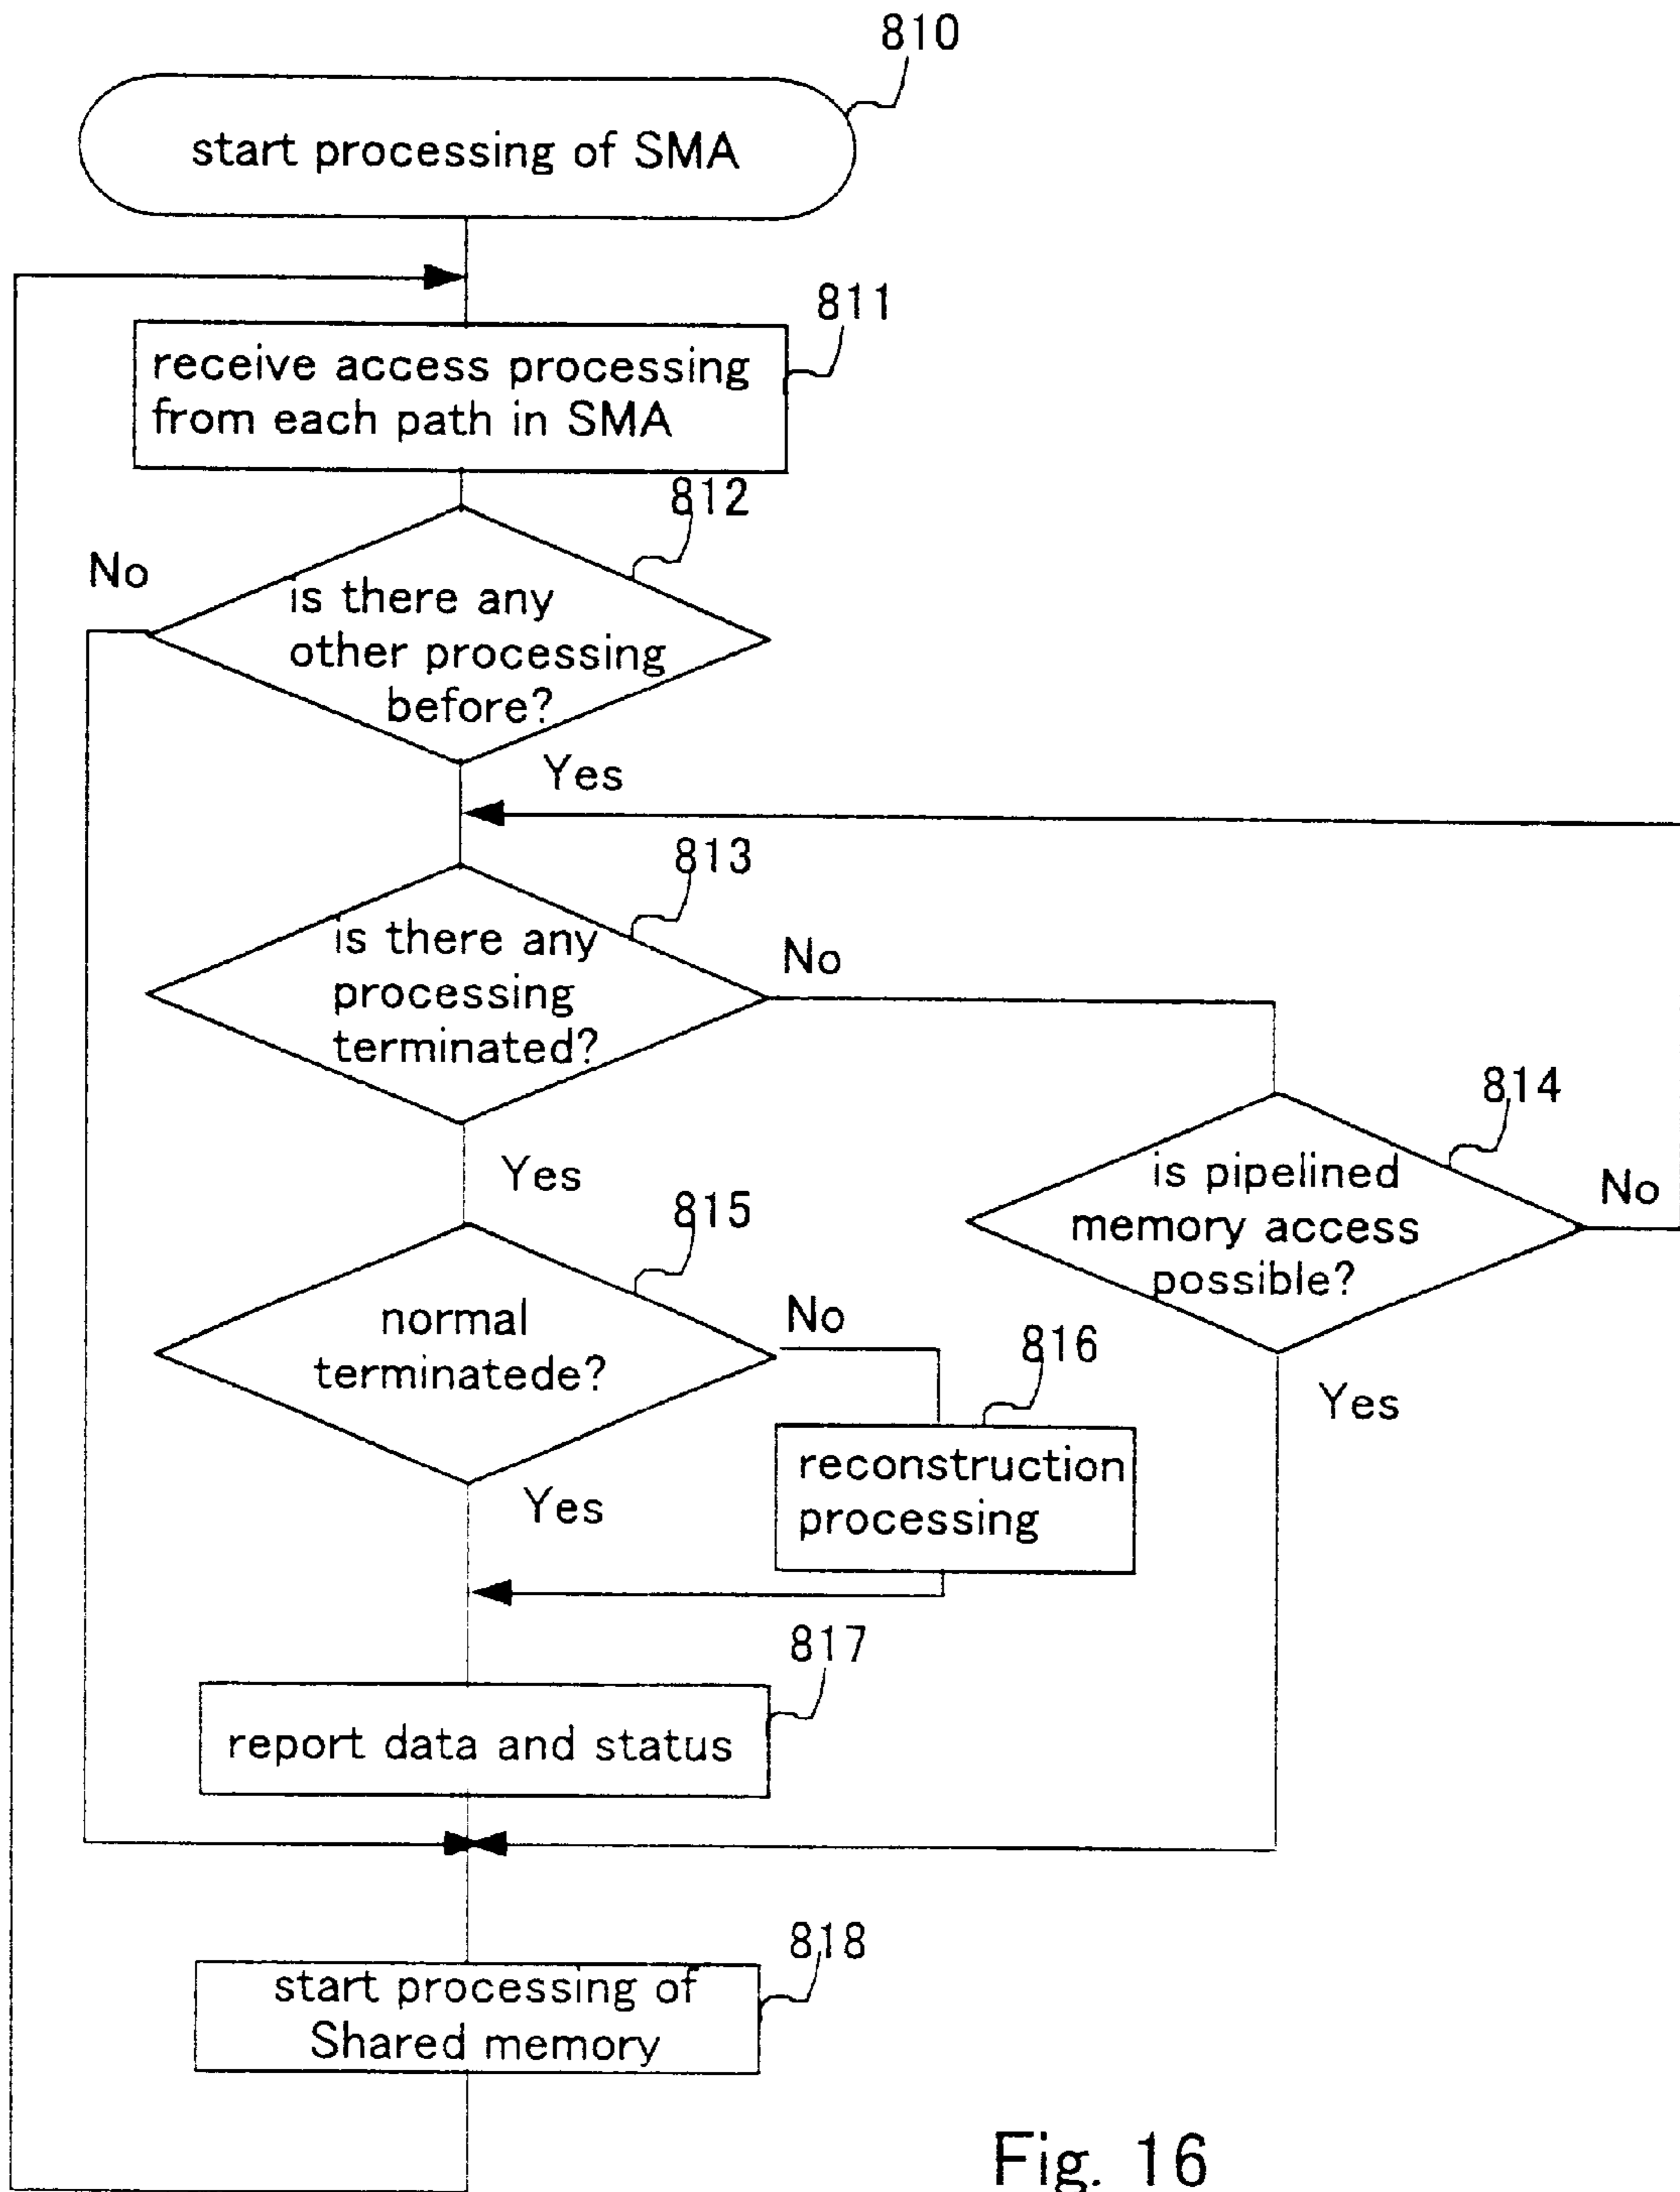 810
start processing of SMA
811
receive access processing
from each path in SMA
812
No
is there any
other processing
before?
Yes
813
is there any
processing
terminated?
No
814
Yes
is pipelined
memory access
possible?
No
815
normal
terminatede?
No
816
Yes
reconstruction
processing
Yes
817
report data and status
818
start processing of
Shared memory
Fig. 16